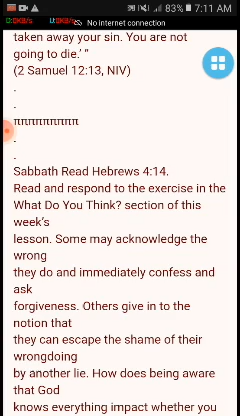 0:0KB/s U:0KB/s 83% 7:11 AM
No internet connection
taken away your sin. You are not
going to die.’ ”
(2 Samuel 12:13, NIV)
.
.
πππππππππππ
.
.
Sabbath Read Hebrews 4:14.
Read and respond to the exercise in the
What Do You Think? section of this
week’s
lesson. Some may acknowledge the
wrong
they do and immediately confess and
ask
forgiveness. Others give in to the
notion that
they can escape the shame of their
wrongdoing
by another lie. How does being aware
that God
knows everything impact whether you